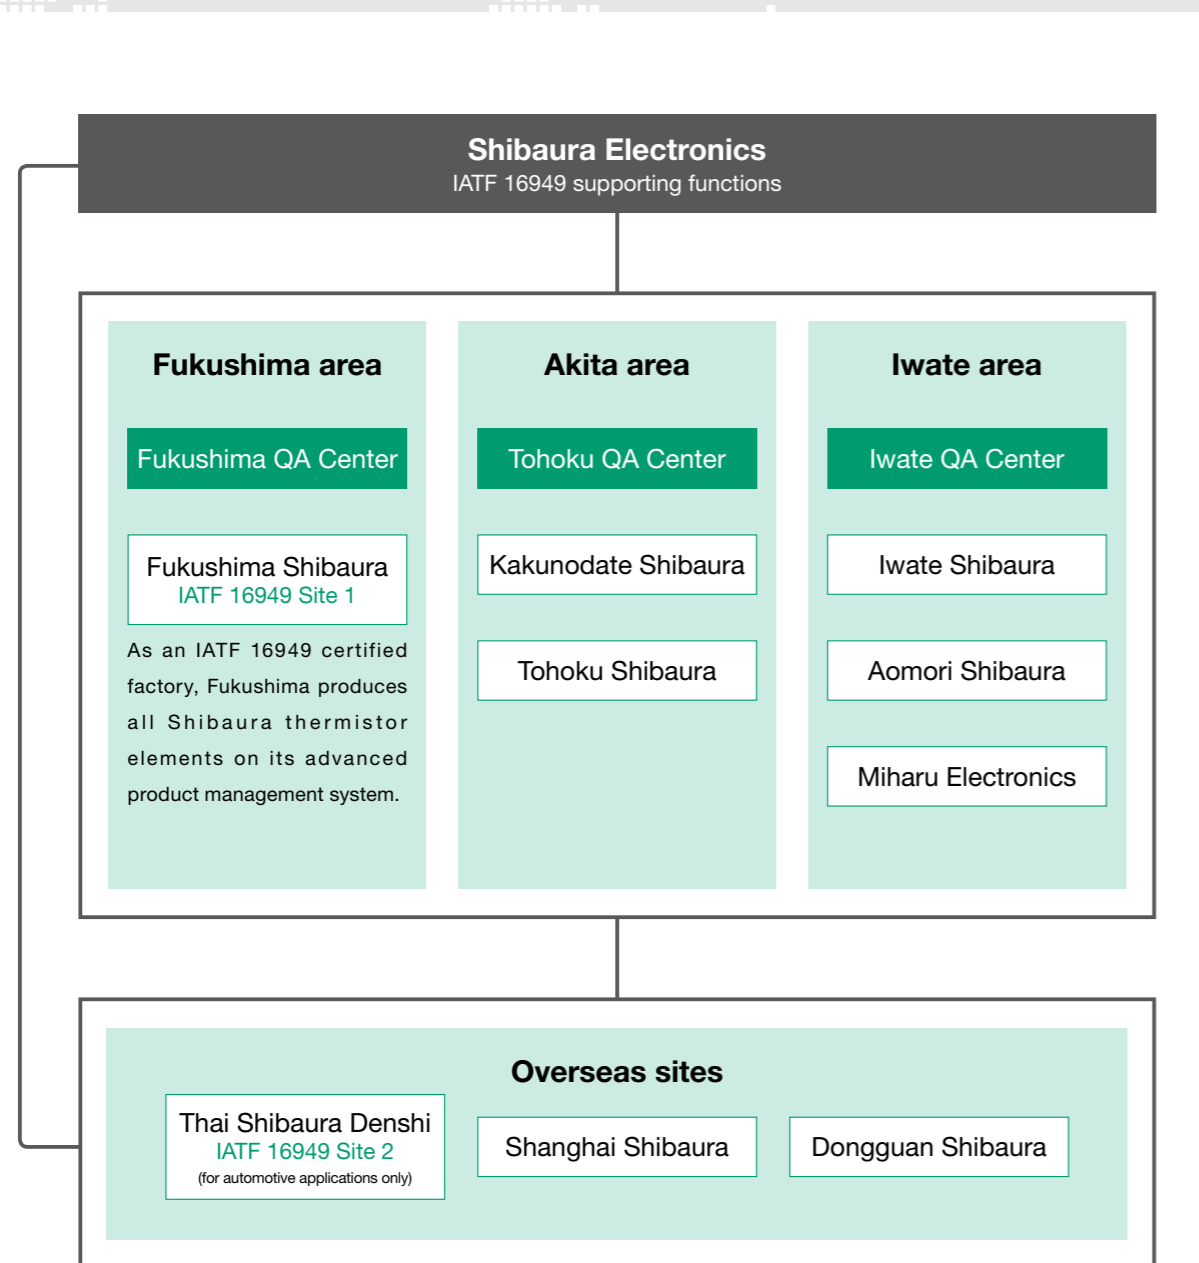 Shibaura Electronics
IATF 16949 supporting functions
Fukushima area
Fukushima QA Center
Fukushima Shibaura
IATF 16949 Site 1
As an IATF 16949 certified
factory, Fukushima produces
all Shibaura thermistor
elements on its advanced
product management system.
Akita area
Tohoku QA Center
Kakunodate Shibaura
Tohoku Shibaura
Iwate area
Iwate QA Center
Iwate Shibaura
Aomori Shibaura
Miharu Electronics
Overseas sites
Thai Shibaura Denshi
IATF 16949 Site 2
(for automotive applications only)
Shanghai Shibaura
Dongguan Shibaura